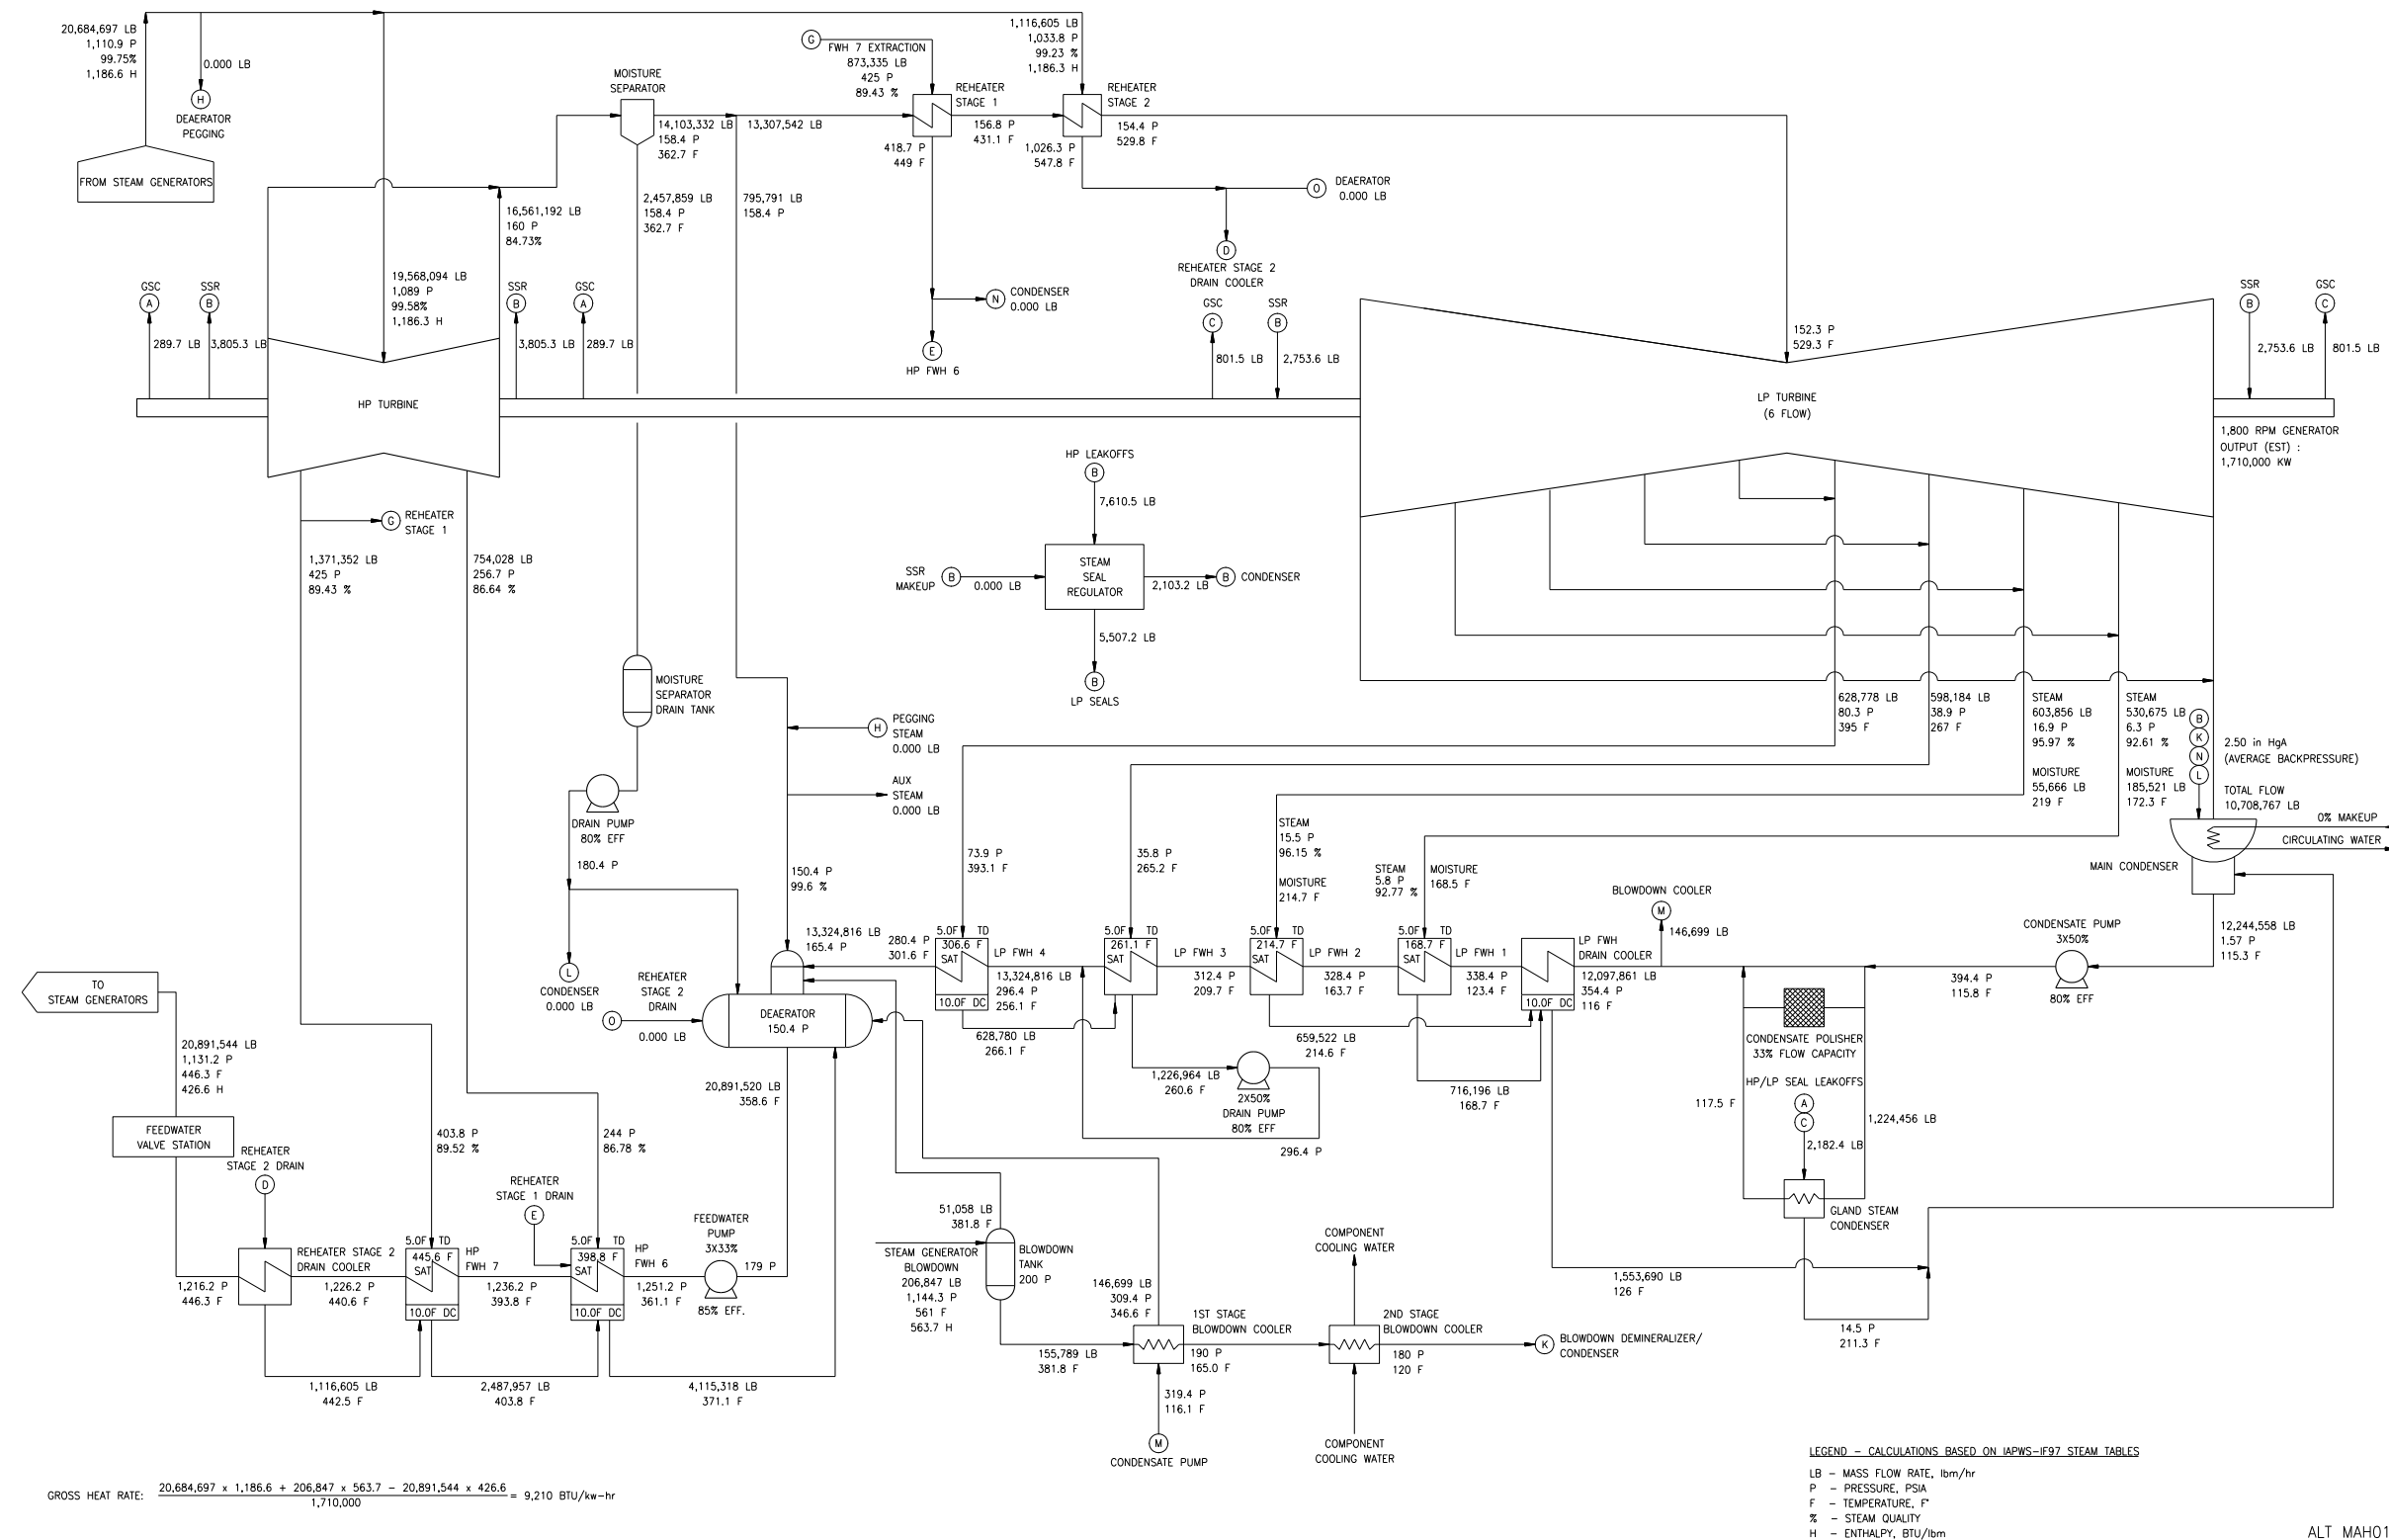 20,684,697 LB
1,110.9 P
99.75%
1,186.6 H
0.000 LB
H
DEAERATOR
PEGGING
FROM STEAM GENERATORS
MOISTURE
SEPARATOR
14,103,332 LB
158.4 P
362.7 F
13,307,542 LB
G
FWH 7 EXTRACTION
873,335 LB
425 P
89.43 %
REHEATER
STAGE 1
156.8 P
431.1 F
418.7 P
449 F
1,116,605 LB
1,033.8 P
99.23 %
1,186.3 H
REHEATER
STAGE 2
154.4 P
529.8 F
1,026.3 P
547.8 F
O
DEAERATOR
0.000 LB
D
REHEATER STAGE 2
DRAIN COOLER
16,561,192 LB
160 P
84.73%
2,457,859 LB
158.4 P
362.7 F
795,791 LB
158.4 P
N
CONDENSER
0.000 LB
E
HP FWH 6
19,568,094 LB
1,089 P
99.58%
1,186.3 H
GSC
A
289.7 LB
SSR
B
3,805.3 LB
SSR
B
3,805.3 LB
GSC
A
289.7 LB
GSC
C
801.5 LB
SSR
B
2,753.6 LB
152.3 P
529.3 F
SSR
B
2,753.6 LB
GSC
C
801.5 LB
HP TURBINE
LP TURBINE
(6 FLOW)
1,800 RPM GENERATOR
OUTPUT (EST) :
1,710,000 KW
G
REHEATER
STAGE 1
1,371,352 LB
425 P
89.43 %
754,028 LB
256.7 P
86.64 %
HP LEAKOFFS
B
7,610.5 LB
SSR
MAKEUP
B
0.000 LB
STEAM
SEAL
REGULATOR
2,103.2 LB
B
CONDENSER
5,507.2 LB
B
LP SEALS
MOISTURE
SEPARATOR
DRAIN TANK
H
PEGGING
STEAM
0.000 LB
AUX
STEAM
0.000 LB
DRAIN PUMP
80% EFF
180.4 P
628,778 LB
80.3 P
395 F
598,184 LB
38.9 P
267 F
STEAM
603,856 LB
16.9 P
95.97 %
MOISTURE
55,666 LB
219 F
STEAM
530,675 LB
6.3 P
92.61 %
MOISTURE
185,521 LB
172.3 F
B
K
N
L
2.50 in HgA
(AVERAGE BACKPRESSURE)
TOTAL FLOW
10,708,767 LB
0% MAKEUP
CIRCULATING WATER
MAIN CONDENSER
150.4 P
99.6 %
73.9 P
393.1 F
35.8 P
265.2 F
STEAM
15.5 P
96.15 %
MOISTURE
214.7 F
STEAM
5.8 P
92.77 %
MOISTURE
168.5 F
BLOWDOWN COOLER
M
146,699 LB
CONDENSATE PUMP
3X50%
12,244,558 LB
1.57 P
115.3 F
394.4 P
115.8 F
80% EFF
L
CONDENSER
0.000 LB
13,324,816 LB
165.4 P
280.4 P
301.6 F
5.0F TD
306.6 F
SAT
10.0F DC
LP FWH 4
13,324,816 LB
296.4 P
256.1 F
5.0F TD
261.1 F
SAT
LP FWH 3
312.4 P
209.7 F
5.0F TD
214.7 F
SAT
LP FWH 2
328.4 P
163.7 F
5.0F TD
168.7 F
SAT
LP FWH 1
338.4 P
123.4 F
10.0F DC
LP FWH
DRAIN COOLER
12,097,861 LB
354.4 P
116 F
REHEATER
STAGE 2
DRAIN
O
0.000 LB
DEAERATOR
150.4 P
628,780 LB
266.1 F
1,226,964 LB
260.6 F
2X50%
DRAIN PUMP
80% EFF
296.4 P
659,522 LB
214.6 F
716,196 LB
168.7 F
CONDENSATE POLISHER
33% FLOW CAPACITY
HP/LP SEAL LEAKOFFS
A
C
2,182.4 LB
117.5 F
1,224,456 LB
GLAND STEAM
CONDENSER
TO
STEAM GENERATORS
20,891,544 LB
1,131.2 P
446.3 F
426.6 H
FEEDWATER
VALVE STATION
REHEATER
STAGE 2 DRAIN
D
403.8 P
89.52 %
244 P
86.78 %
REHEATER
STAGE 1 DRAIN
E
20,891,520 LB
358.6 F
FEEDWATER
PUMP
3X33%
179 P
85% EFF.
1,216.2 P
446.3 F
REHEATER STAGE 2
DRAIN COOLER
1,226.2 P
440.6 F
5.0F TD
445.6 F
SAT
10.0F DC
HP
FWH 7
1,236.2 P
393.8 F
5.0F TD
398.8 F
SAT
10.0F DC
HP
FWH 6
1,251.2 P
361.1 F
1,116,605 LB
442.5 F
2,487,957 LB
403.8 F
4,115,318 LB
371.1 F
51,058 LB
381.8 F
STEAM GENERATOR
BLOWDOWN
206,847 LB
1,144.3 P
561 F
563.7 H
BLOWDOWN
TANK
200 P
155,789 LB
381.8 F
146,699 LB
309.4 P
346.6 F
1ST STAGE
BLOWDOWN COOLER
190 P
165.0 F
319.4 P
116.1 F
M
CONDENSATE PUMP
COMPONENT
COOLING WATER
2ND STAGE
BLOWDOWN COOLER
180 P
120 F
COMPONENT
COOLING WATER
K
BLOWDOWN DEMINERALIZER/
CONDENSER
1,553,690 LB
126 F
14.5 P
211.3 F
GROSS HEAT RATE: 20,684,697 x 1,186.6 + 206,847 x 563.7 - 20,891,544 x 426.6 = 9,210 BTU/kw-hr
1,710,000
LEGEND - CALCULATIONS BASED ON IAPWS-IF97 STEAM TABLES
LB - MASS FLOW RATE, lbm/hr
P - PRESSURE, PSIA
F - TEMPERATURE, F°
% - STEAM QUALITY
H - ENTHALPY, BTU/lbm
ALT MAH01